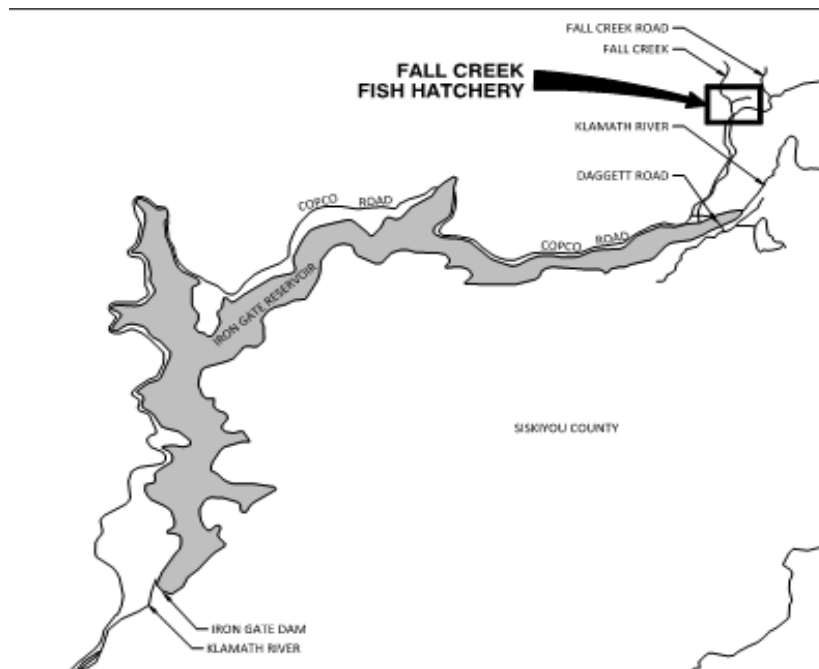 FALL CREEK ROAD
FALL CREEK
FALL CREEK
FISH HATCHERY
KLAMATH RIVER
DAGGETT ROAD
COPCO ROAD
COPCO ROAD
IRON GATE RESERVOIR
SISKIYOU COUNTY
IRON GATE DAM
KLAMATH RIVER